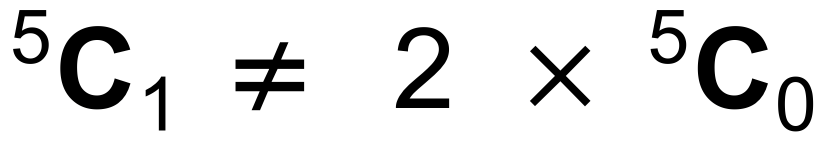 ⁵C₁ ≠ 2 × ⁵C₀